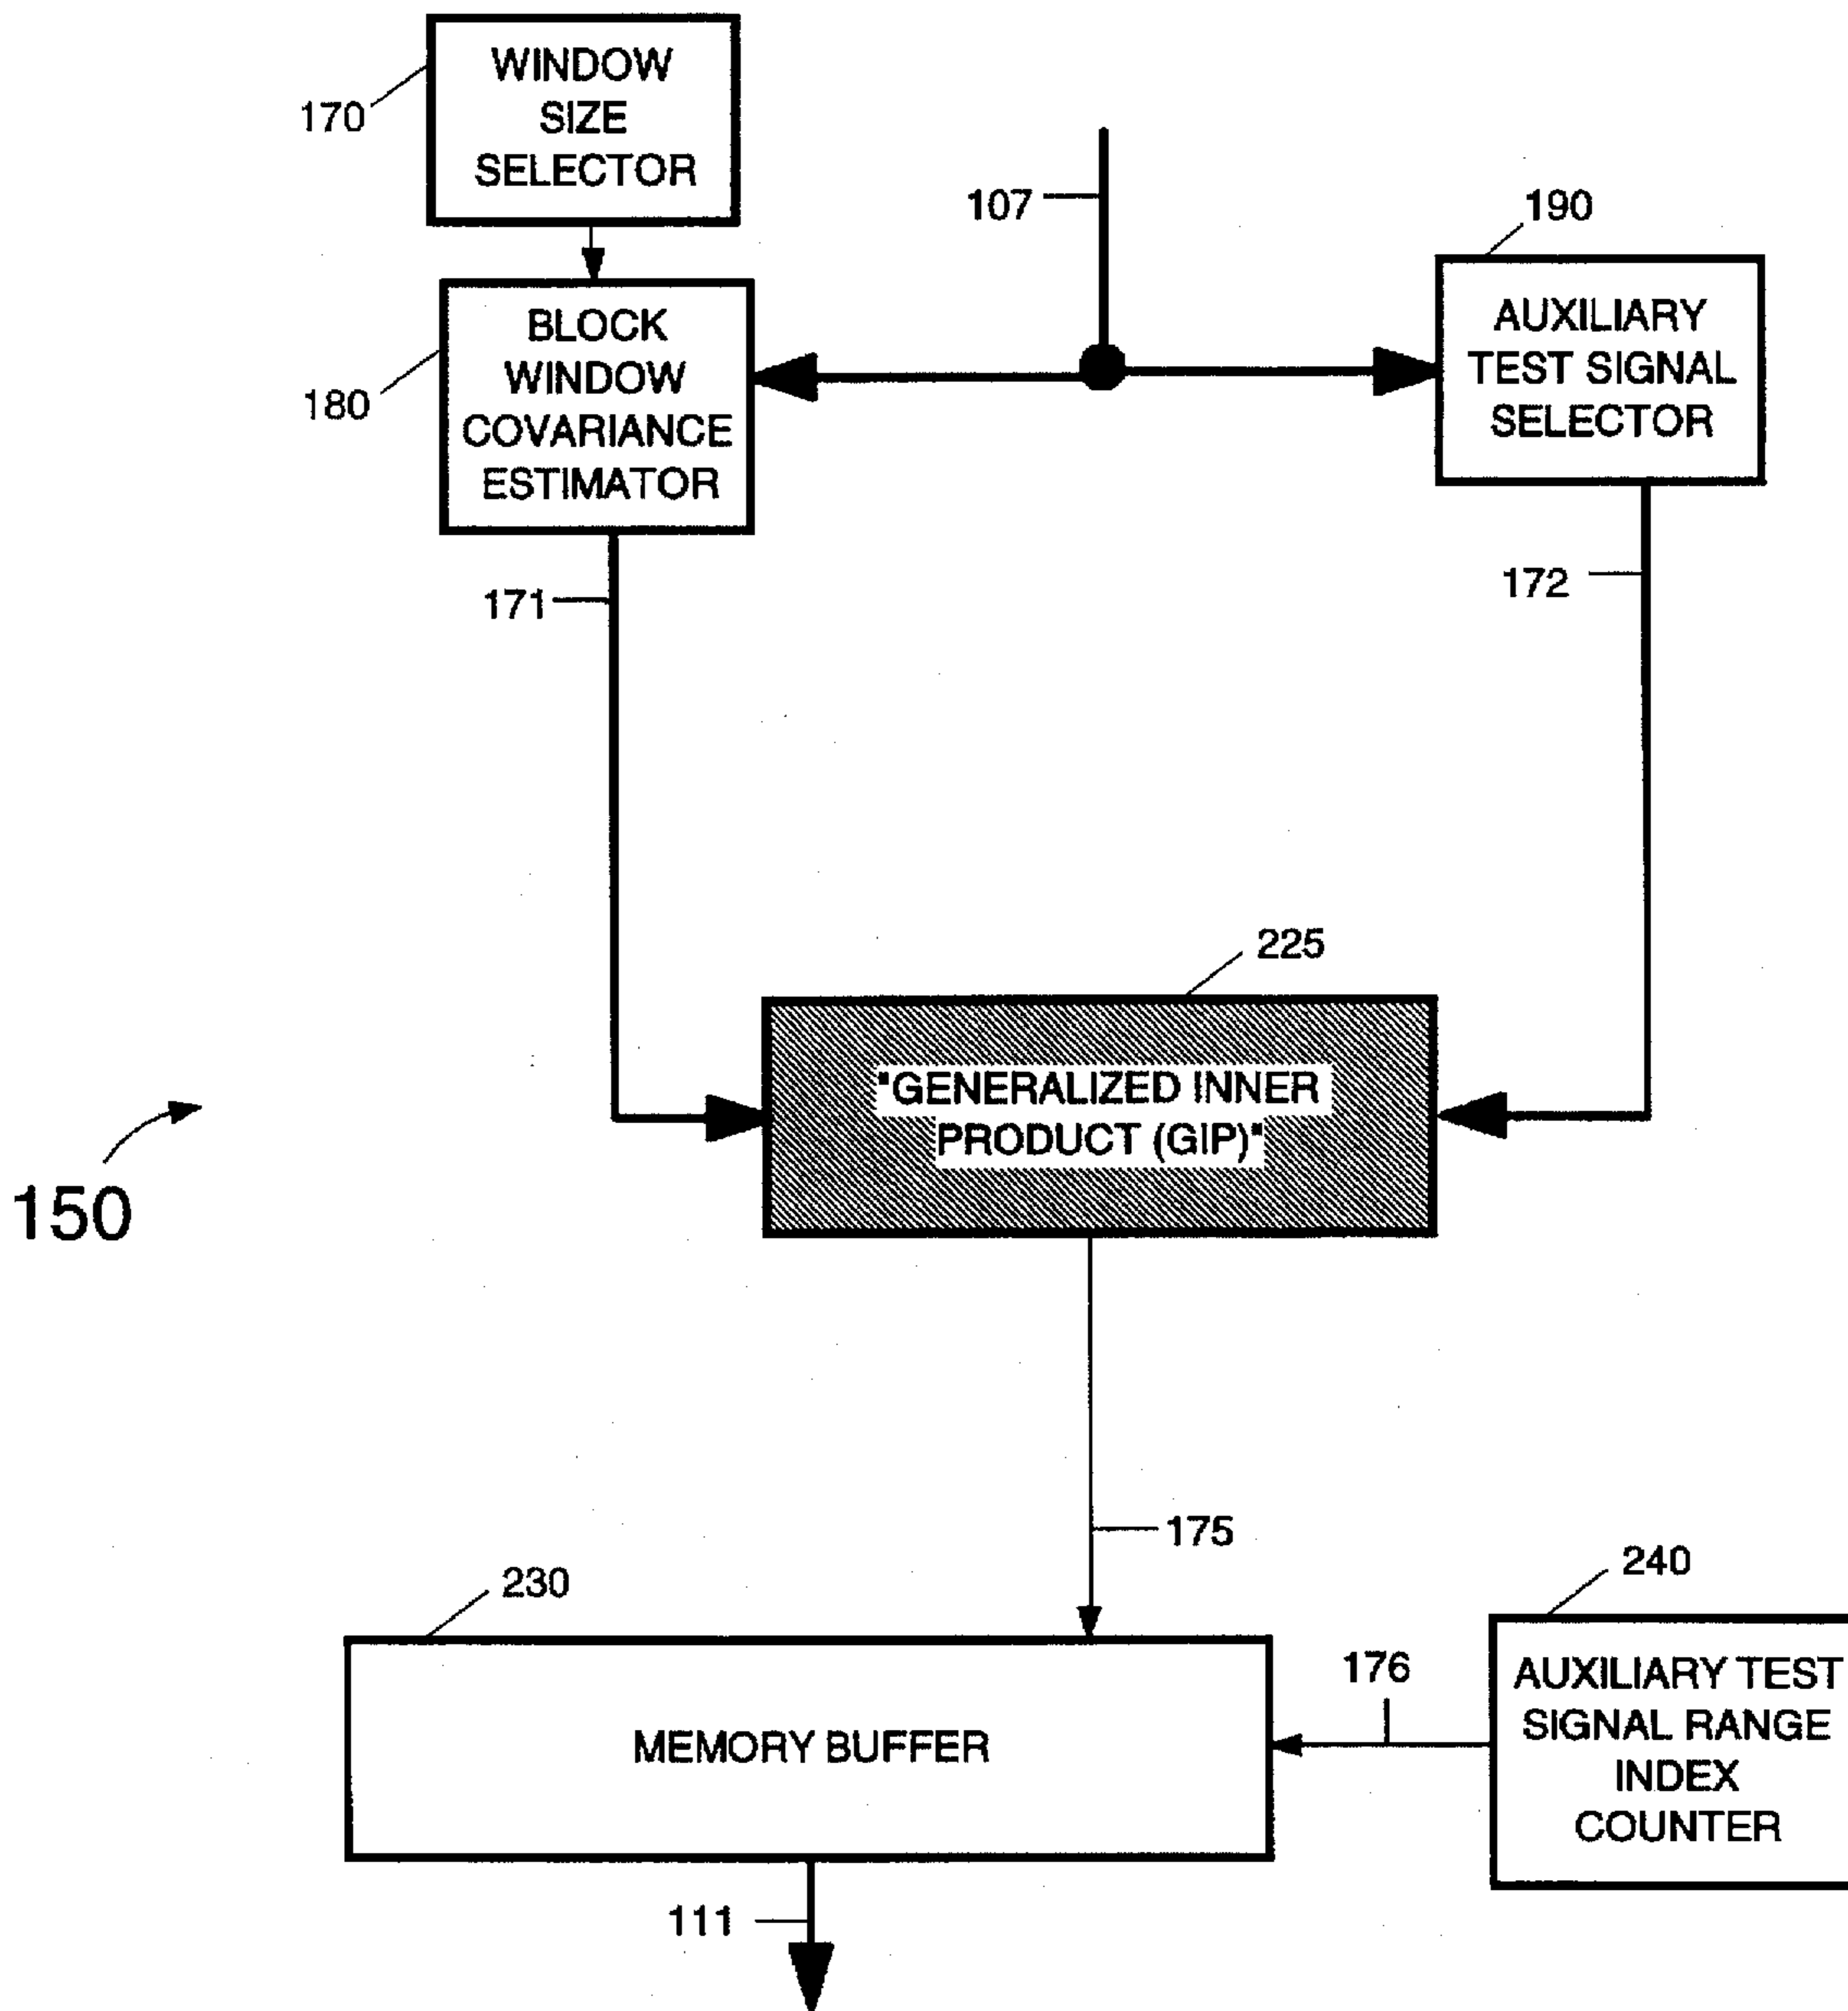 WINDOW
SIZE
SELECTOR
170
107
190
BLOCK
WINDOW
COVARIANCE
ESTIMATOR
180
AUXILIARY
TEST SIGNAL
SELECTOR
171
172
225
"GENERALIZED INNER
PRODUCT (GIP)"
150
175
230
240
MEMORY BUFFER
176
AUXILIARY TEST
SIGNAL RANGE
INDEX
COUNTER
111